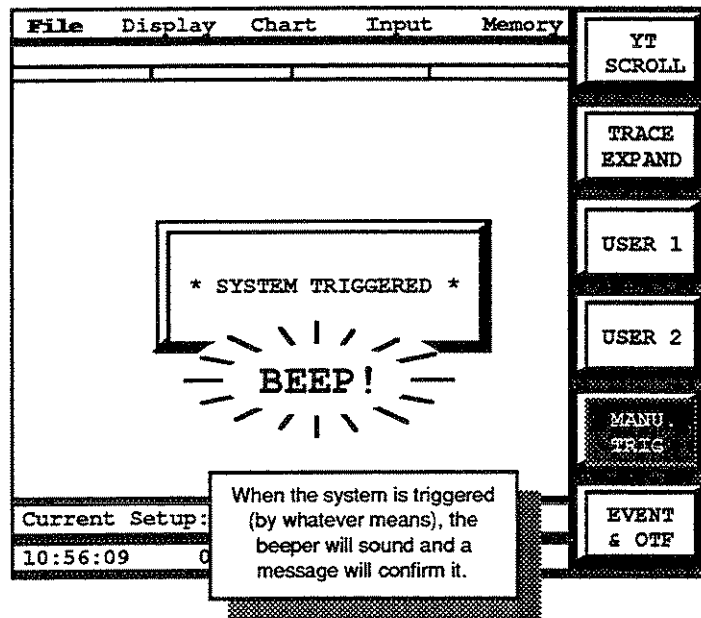 File Display Chart Input Memory
YT
SCROLL
TRACE
EXPAND
USER 1
USER 2
MANU.
TRIG
EVENT
& OTF
* SYSTEM TRIGGERED *
BEEP!
Current Setup:
10:56:09 0
When the system is triggered
(by whatever means), the
beeper will sound and a
message will confirm it.